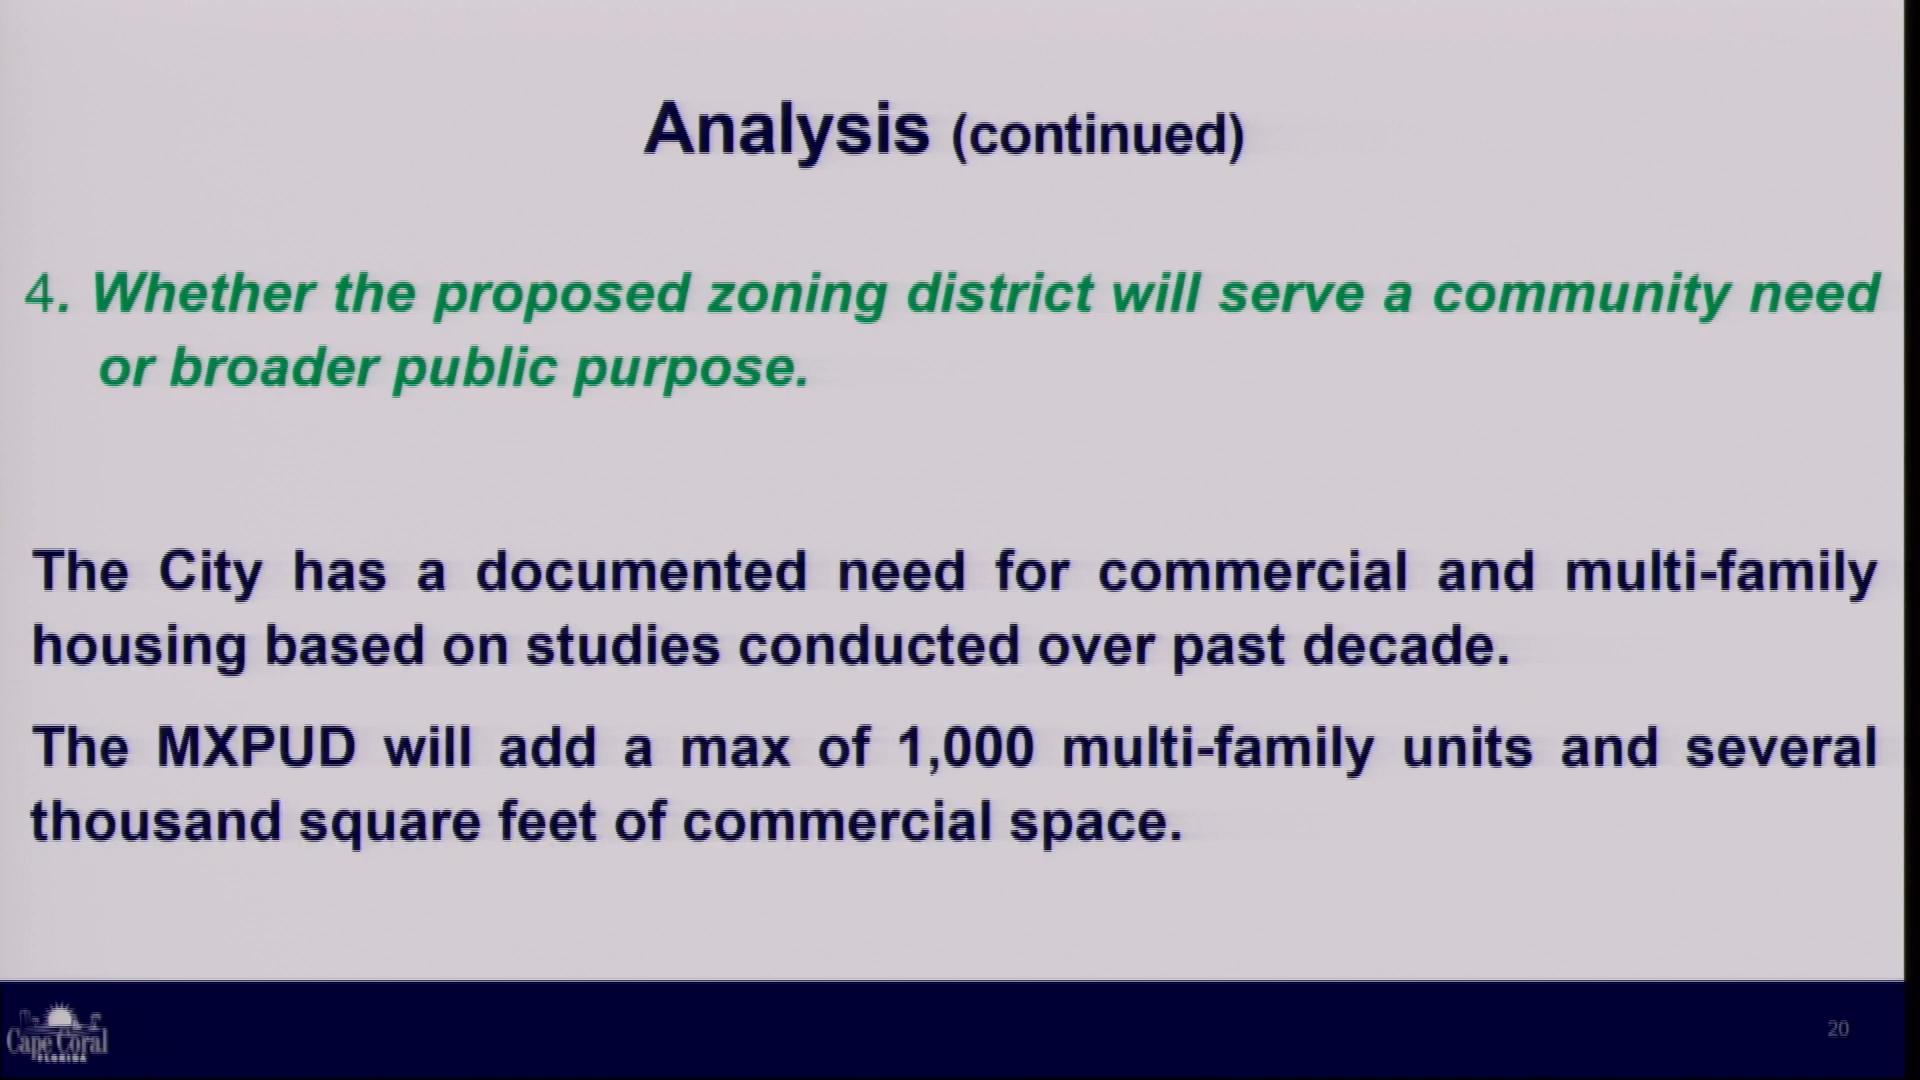 Analysis (continued)
4. Whether the proposed zoning district will serve a community need
or broader public purpose.
The City has a documented need for commercial and multi-family
housing based on studies conducted over past decade.
The MXPUD will add a max of 1,000 multi-family units and several
thousand square feet of commercial space.
Cape Coral
FLORIDA
20